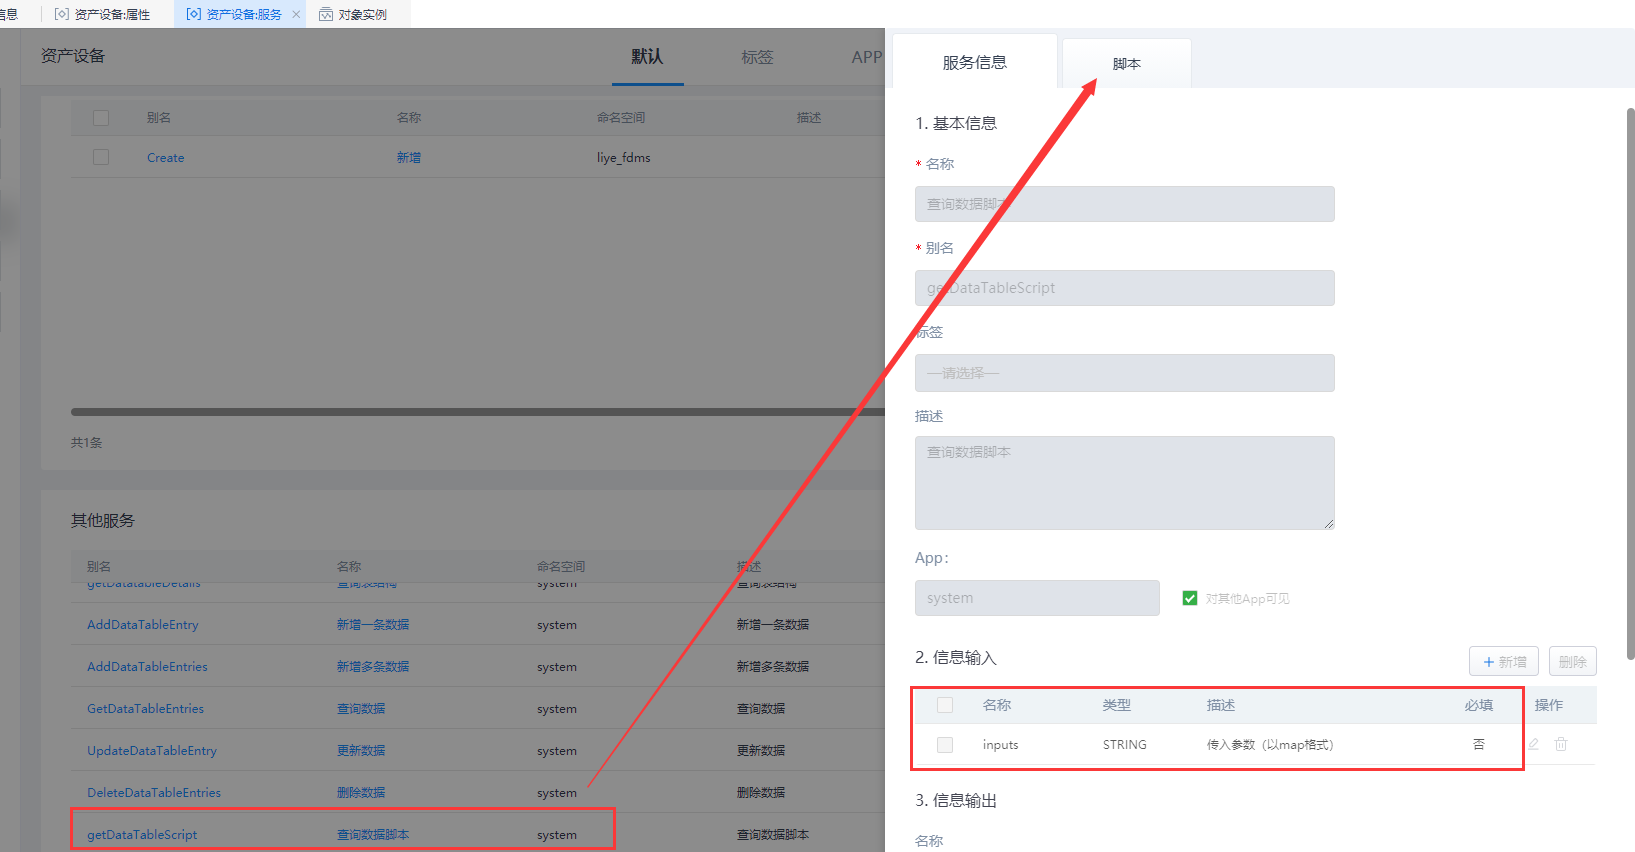 信息 资产设备:属性 资产设备:服务 × 对象实例
资产设备 默认 标签 APP
别名 名称 命名空间 描述
Create 新增 liye_fdms
共1条
其他服务
别名 名称 命名空间 描述
getDatatableDetails 查询表结构 system 查询表结构
AddDataTableEntry 新增一条数据 system 新增一条数据
AddDataTableEntries 新增多条数据 system 新增多条数据
GetDataTableEntries 查询数据 system 查询数据
UpdateDataTableEntry 更新数据 system 更新数据
DeleteDataTableEntries 删除数据 system 删除数据
getDataTableScript 查询数据脚本 system 查询数据脚本
服务信息 脚本
1. 基本信息
* 名称
查询数据脚本
* 别名
getDataTableScript
标签
—请选择—
描述
查询数据脚本
App:
system 对其他App可见
2. 信息输入 + 新增 删除
名称 类型 描述 必填 操作
inputs STRING 传入参数（以map格式） 否
3. 信息输出
名称